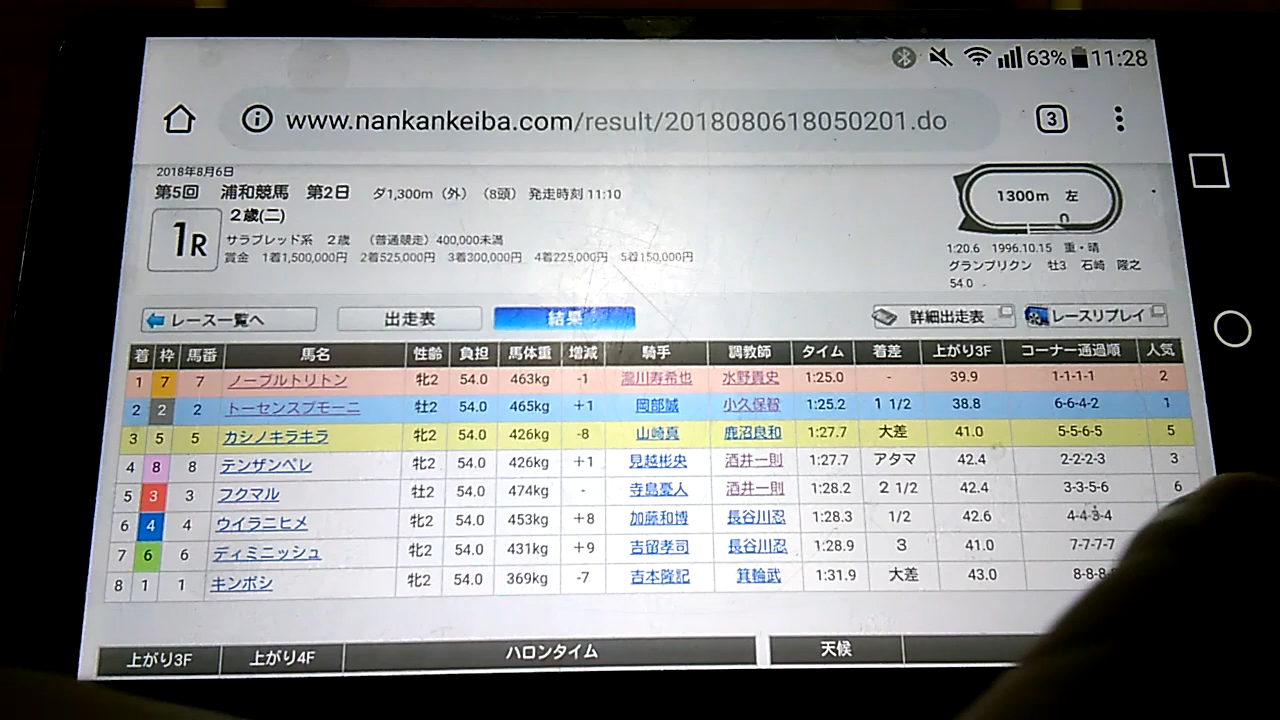 63% 11:28
www.nankankeiba.com/result/2018080618050201.do 3
2018年8月6日
第5回 浦和競馬 第2日 ダ1,300m（外）（8頭）発走時刻 11:10
1R
２歳(二)
サラブレッド系 ２歳 （普通競走）400,000未満
賞金 1着1,500,000円 2着525,000円 3着300,000円 4着225,000円 5着150,000円
1300m 左
1:20.6 1996.10.15 重・晴
グランプリクン 牡3 石崎 隆之
54.0
レース一覧へ 出走表 結果 詳細出走表 レースリプレイ
着 枠 馬番 馬名 性齢 負担 馬体重 増減 騎手 調教師 タイム 着差 上がり3F コーナー通過順 人気
1 7 7 ノーブルトリトン 牝2 54.0 463kg -1 瀧川寿希也 水野貴史 1:25.0 - 39.9 1-1-1-1 2
2 2 2 トーセンスプモーニ 牡2 54.0 465kg +1 岡部誠 小久保智 1:25.2 1 1/2 38.8 6-6-4-2 1
3 5 5 カシノキラキラ 牝2 54.0 426kg -8 山崎真 鹿沼良和 1:27.7 大差 41.0 5-5-6-5 5
4 8 8 テンザンペレ 牝2 54.0 426kg +1 見越彬央 酒井一則 1:27.7 アタマ 42.4 2-2-2-3 3
5 3 3 フクマル 牡2 54.0 474kg - 寺島憂人 酒井一則 1:28.2 2 1/2 42.4 3-3-5-6 6
6 4 4 ウイラニヒメ 牝2 54.0 453kg +8 加藤和博 長谷川忍 1:28.3 1/2 42.6 4-4-3-4
7 6 6 ディミニッシュ 牝2 54.0 431kg +9 吉留孝司 長谷川忍 1:28.9 3 41.0 7-7-7-7
8 1 1 キンボシ 牝2 54.0 369kg -7 吉本隆記 箕輪武 1:31.9 大差 43.0 8-8-8-
上がり3F 上がり4F ハロンタイム 天候